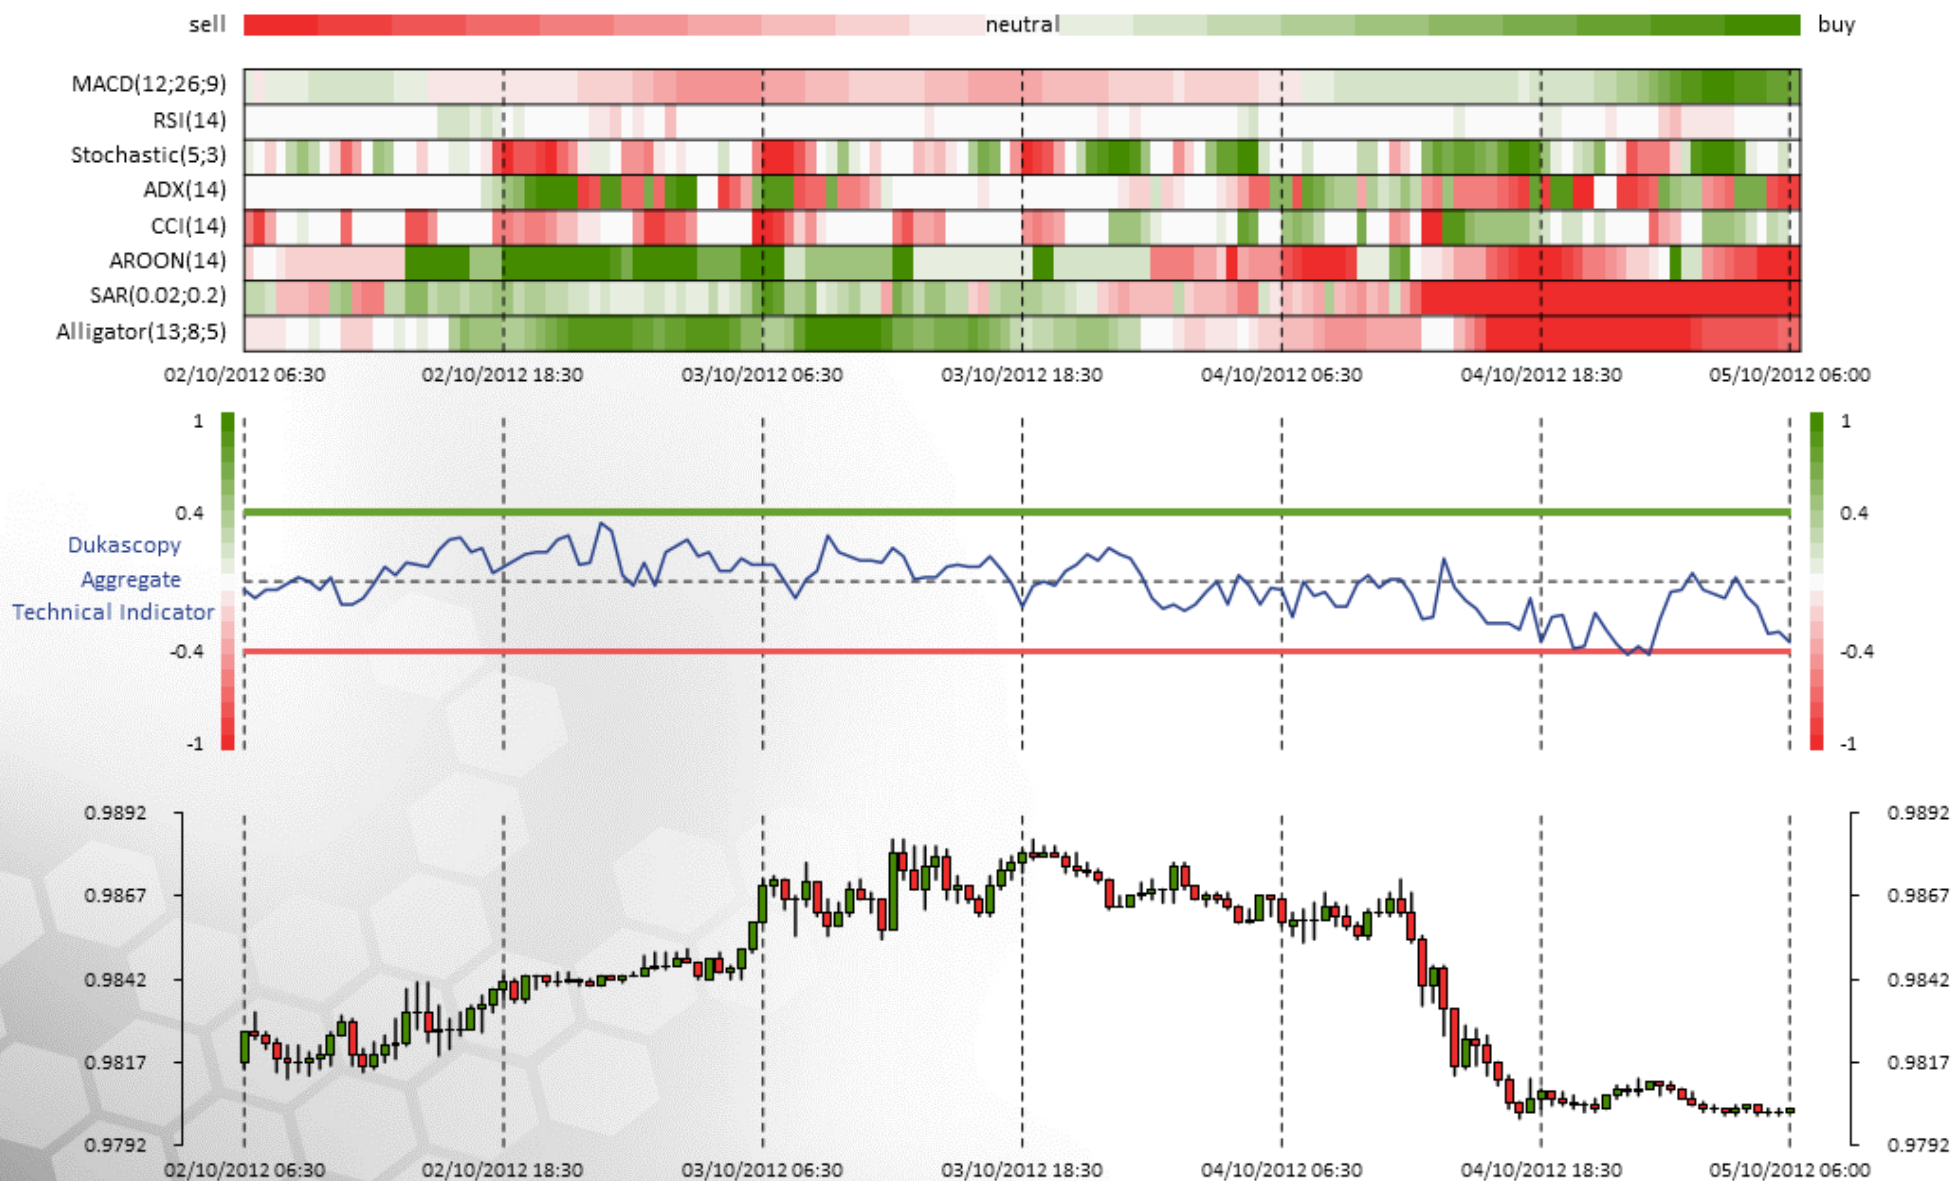 sell neutral buy
MACD(12;26;9)
RSI(14)
Stochastic(5;3)
ADX(14)
CCI(14)
AROON(14)
SAR(0.02;0.2)
Alligator(13;8;5)
02/10/2012 06:30 02/10/2012 18:30 03/10/2012 06:30 03/10/2012 18:30 04/10/2012 06:30 04/10/2012 18:30 05/10/2012 06:00
1 1
0.4 0.4
Dukascopy
Aggregate
Technical Indicator
-0.4 -0.4
-1 -1
0.9892 0.9892
0.9867 0.9867
0.9842 0.9842
0.9817 0.9817
0.9792 0.9792
02/10/2012 06:30 02/10/2012 18:30 03/10/2012 06:30 03/10/2012 18:30 04/10/2012 06:30 04/10/2012 18:30 05/10/2012 06:00